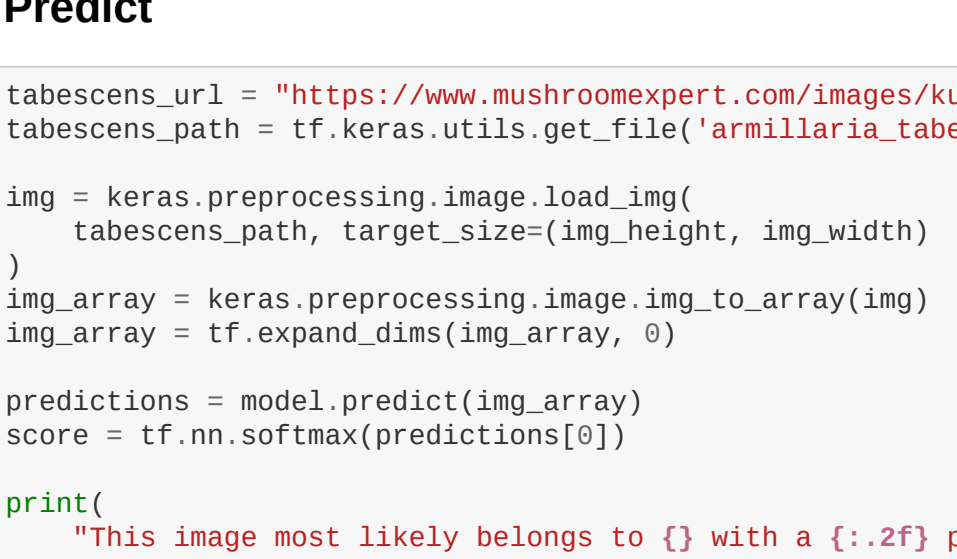 Predict
tabescens_url = "https://www.mushroomexpert.com/images/ku
tabescens_path = tf.keras.utils.get_file('armillaria_tabe
img = keras.preprocessing.image.load_img(
    tabescens_path, target_size=(img_height, img_width)
)
img_array = keras.preprocessing.image.img_to_array(img)
img_array = tf.expand_dims(img_array, 0)
predictions = model.predict(img_array)
score = tf.nn.softmax(predictions[0])
print(
    "This image most likely belongs to {} with a {:.2f} p